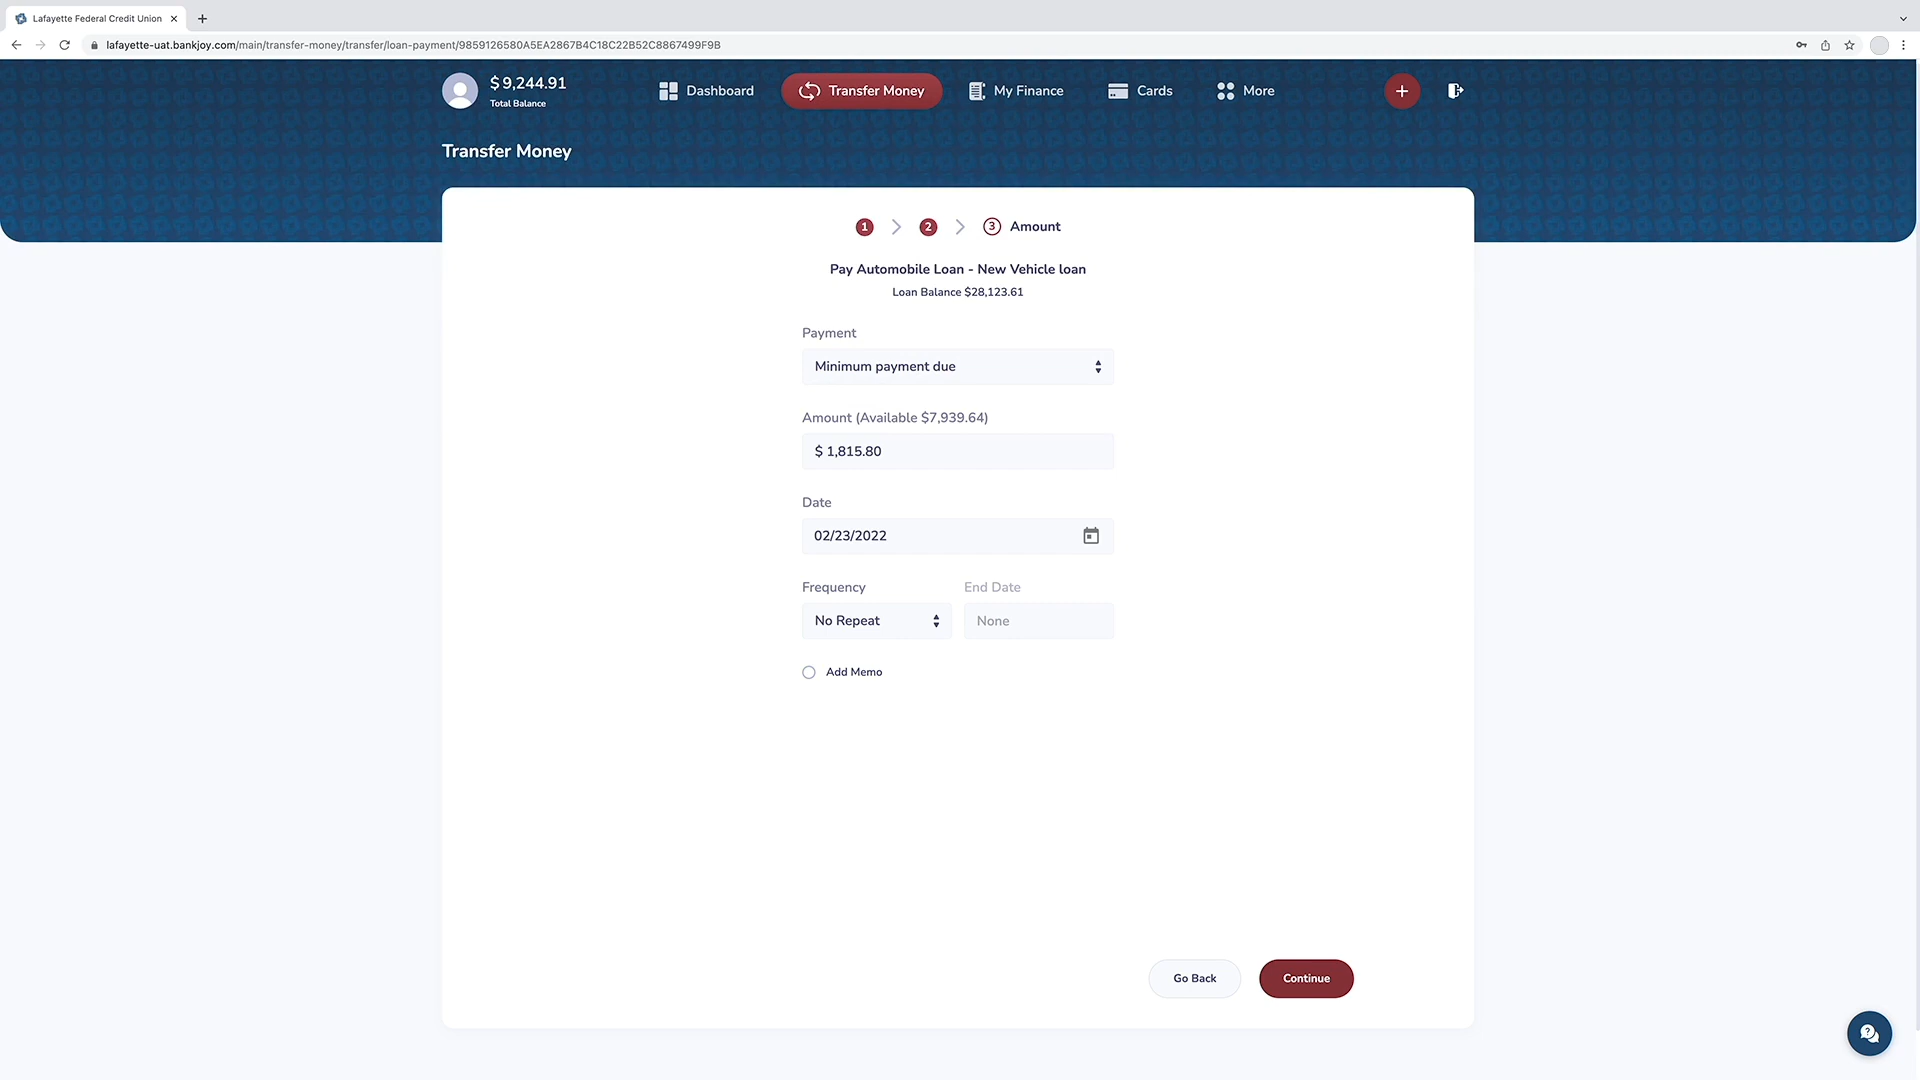 Lafayette Federal Credit Union
lafayette-uat.bankjoy.com/main/transfer-money/transfer/loan-payment/9859126580A5EA2867B4C18C22B52C8867499F9B
$ 9,244.91
Total Balance
Dashboard
Transfer Money
My Finance
Cards
More
Transfer Money
1
2
3 Amount
Pay Automobile Loan - New Vehicle loan
Loan Balance $28,123.61
Payment
Minimum payment due
Amount (Available $7,939.64)
$ 1,815.80
Date
02/23/2022
Frequency
End Date
No Repeat
None
Add Memo
Go Back
Continue